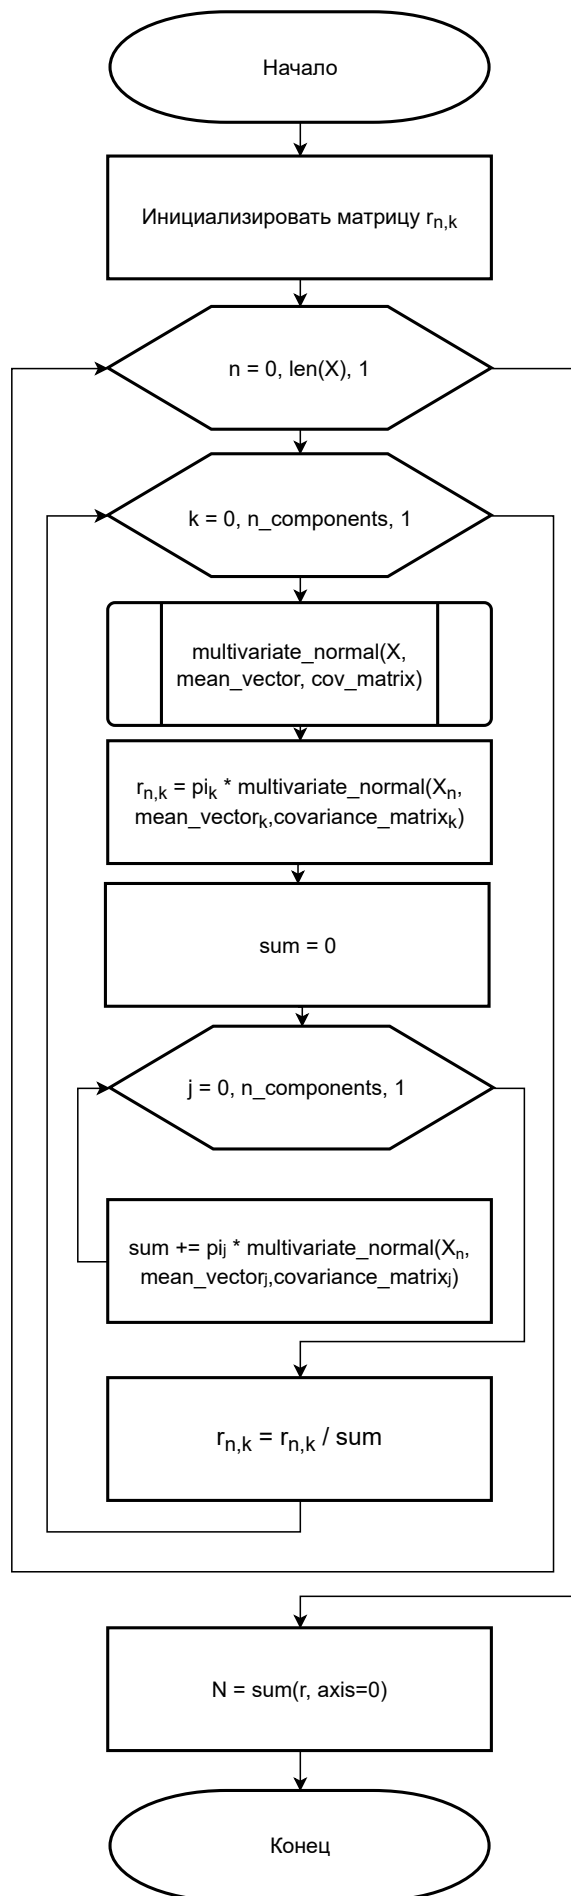 Начало
Инициализировать матрицу rₙ,ₖ
n = 0, len(X), 1
k = 0, n_components, 1
multivariate_normal(X,
mean_vector, cov_matrix)
rₙ,ₖ = piₖ * multivariate_normal(Xₙ,
mean_vectorₖ,covariance_matrixₖ)
sum = 0
j = 0, n_components, 1
sum += piⱼ * multivariate_normal(Xₙ,
mean_vectorⱼ,covariance_matrixⱼ)
rₙ,ₖ = rₙ,ₖ / sum
N = sum(r, axis=0)
Конец